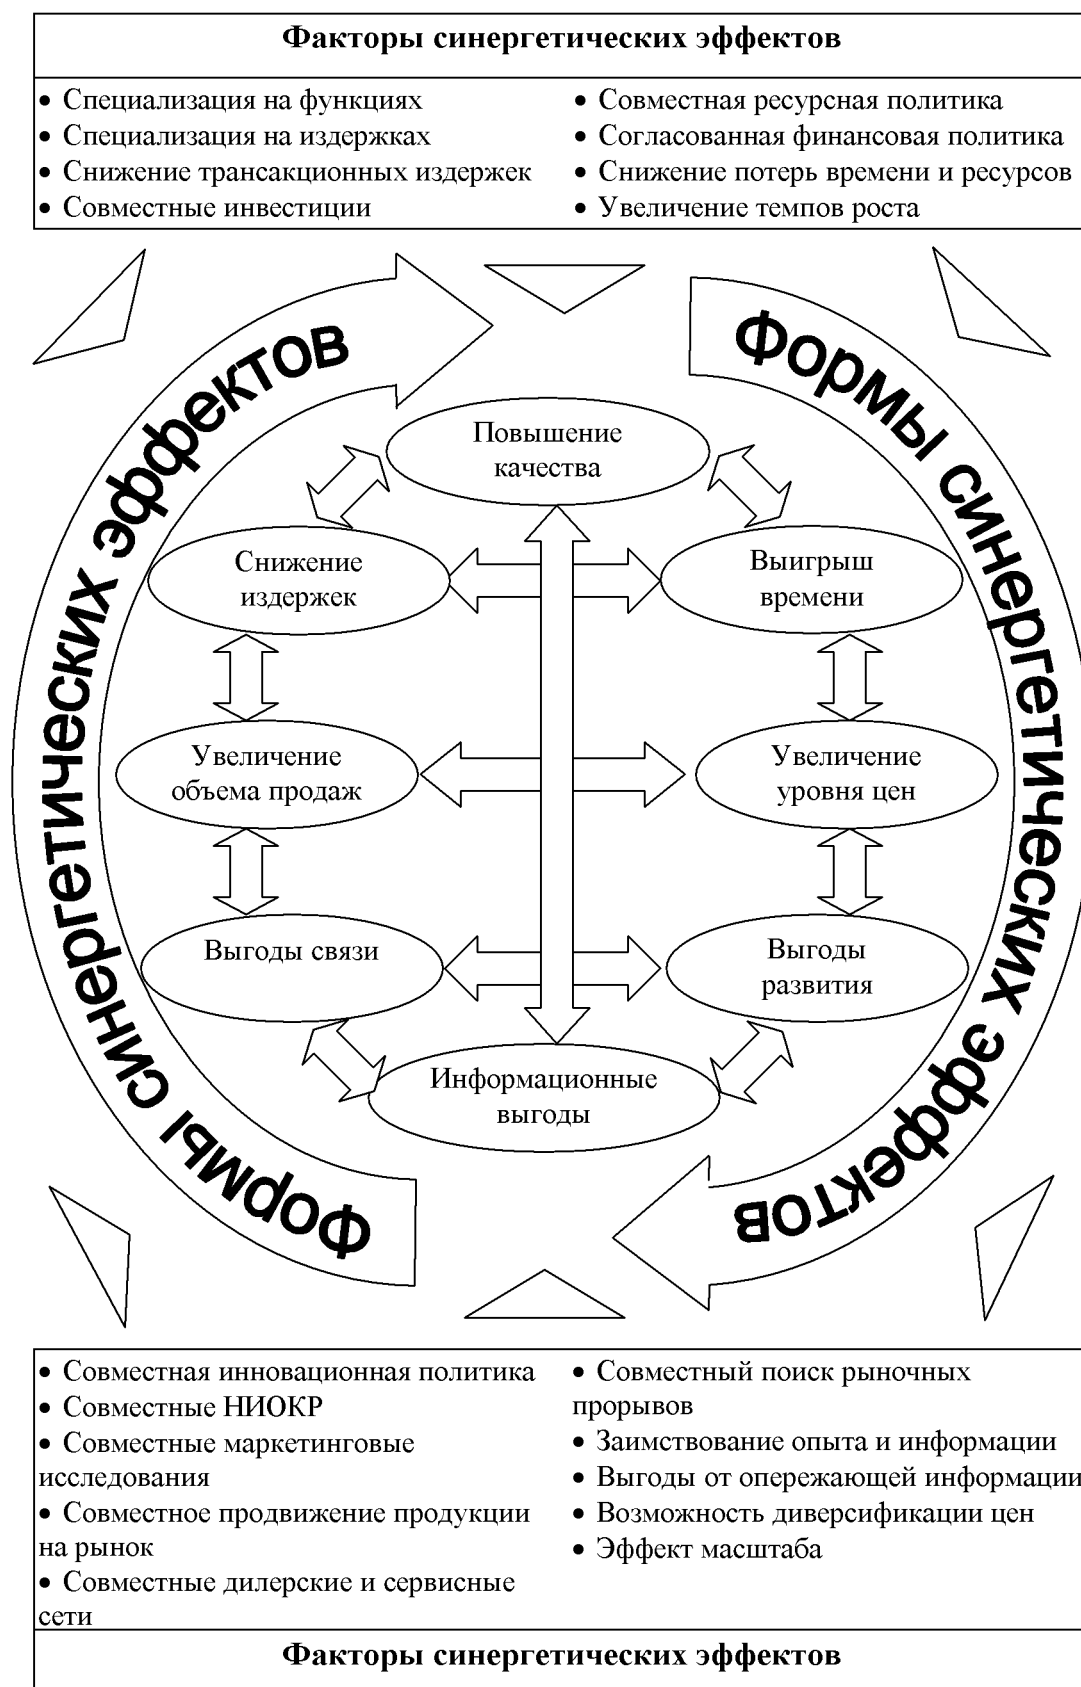 Факторы синергетических эффектов
• Специализация на функциях
• Специализация на издержках
• Снижение трансакционных издержек
• Совместные инвестиции
• Совместная ресурсная политика
• Согласованная финансовая политика
• Снижение потерь времени и ресурсов
• Увеличение темпов роста
Формы синергетических эффектов
Формы синергетических эффектов
Повышение
качества
Снижение
издержек
Выигрыш
времени
Увеличение
объема продаж
Увеличение
уровня цен
Выгоды связи
Выгоды
развития
Информационные
выгоды
• Совместная инновационная политика
• Совместные НИОКР
• Совместные маркетинговые
исследования
• Совместное продвижение продукции
на рынок
• Совместные дилерские и сервисные
сети
• Совместный поиск рыночных
прорывов
• Заимствование опыта и информации
• Выгоды от опережающей информации
• Возможность диверсификации цен
• Эффект масштаба
Факторы синергетических эффектов